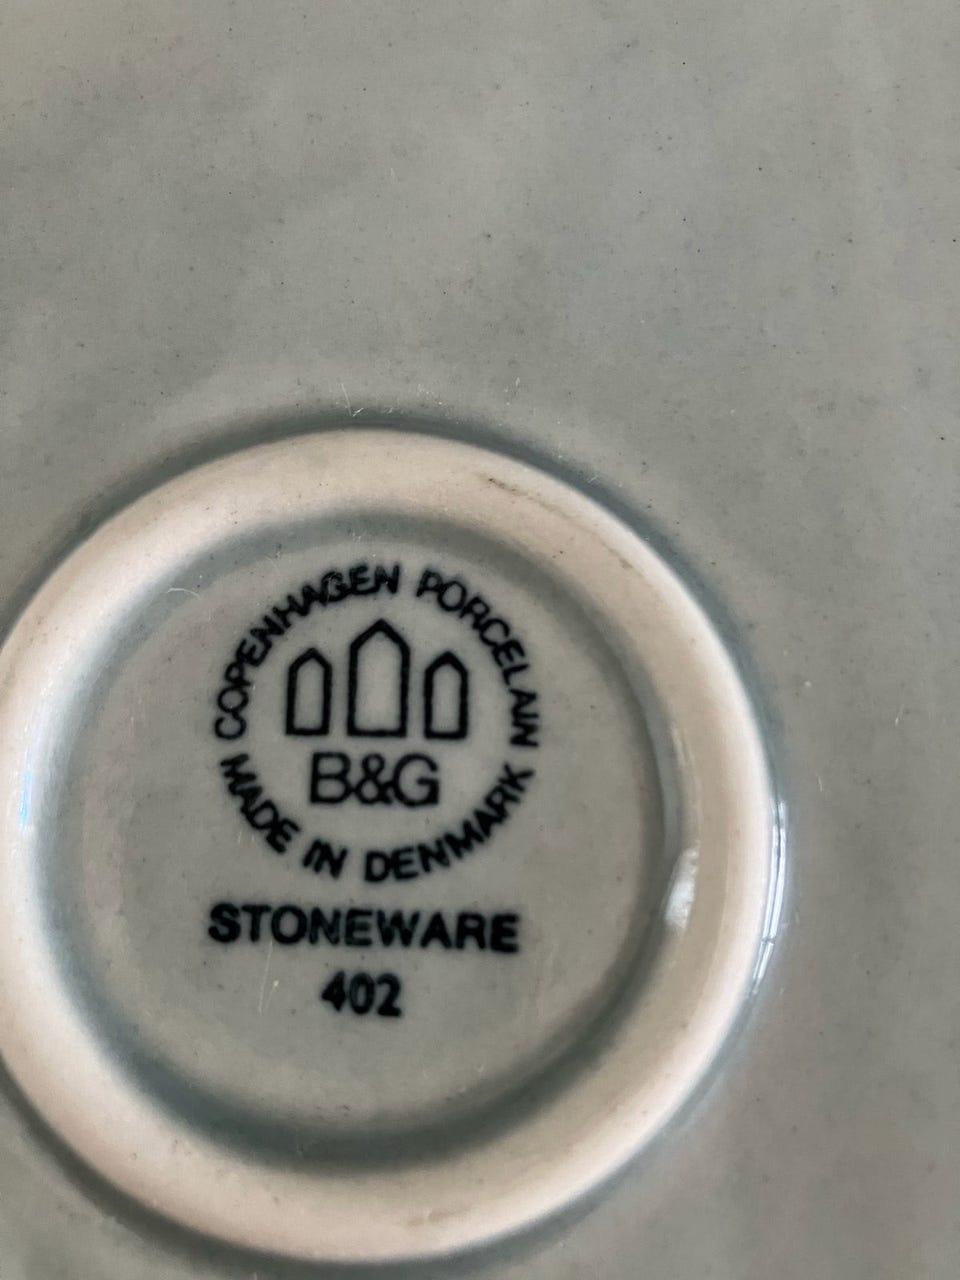 COPENHAGEN PORCELAIN
B&G
MADE IN DENMARK
STONEWARE
402